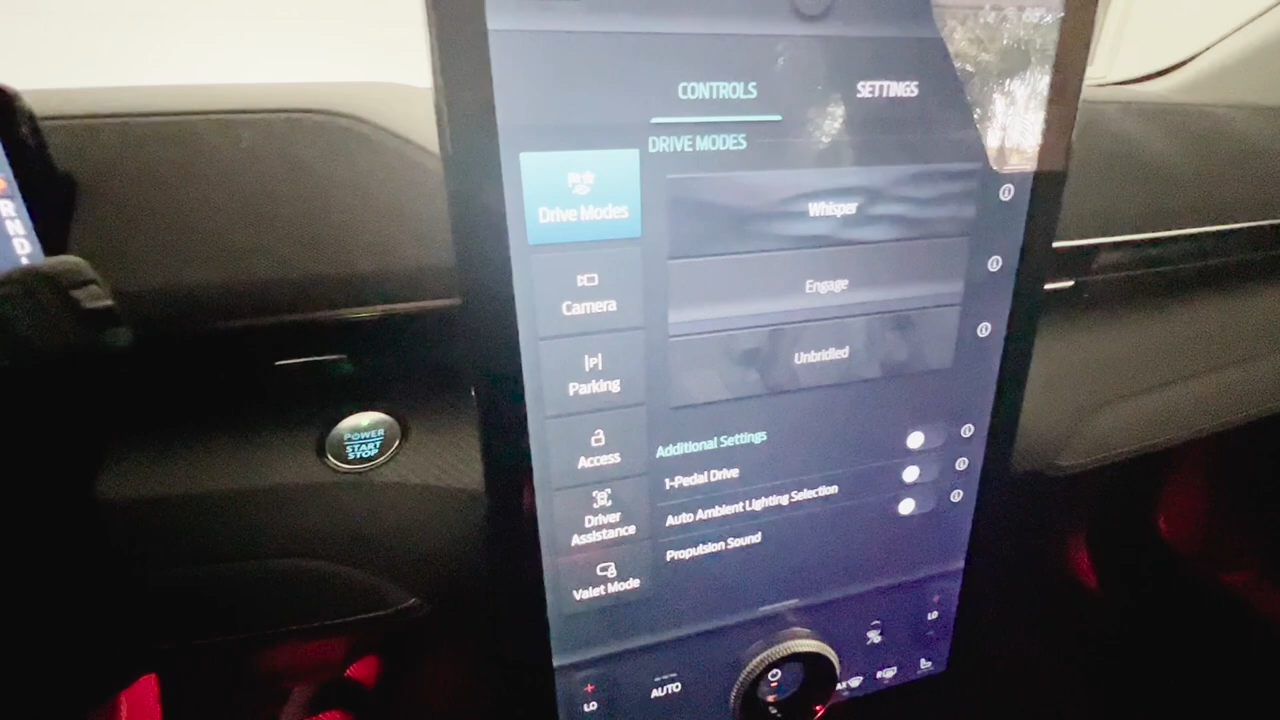 CONTROLS
SETTINGS
DRIVE MODES
Drive Modes
Whisper
Camera
Engage
Parking
Unbridled
Access
Additional Settings
1-Pedal Drive
Auto Ambient Lighting Selection
Propulsion Sound
Driver
Assistance
Valet Mode
POWER
START
STOP
R
N
D
LO
AUTO
LO